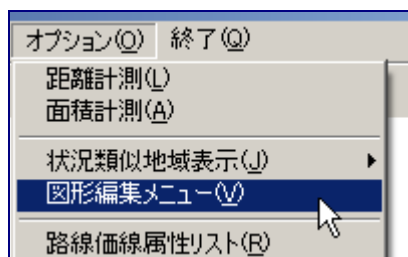 オプション(O) 終了(Q)
距離計測(L)
面積計測(A)
状況類似地域表示(J)
図形編集メニュー(V)
路線価線属性リスト(R)